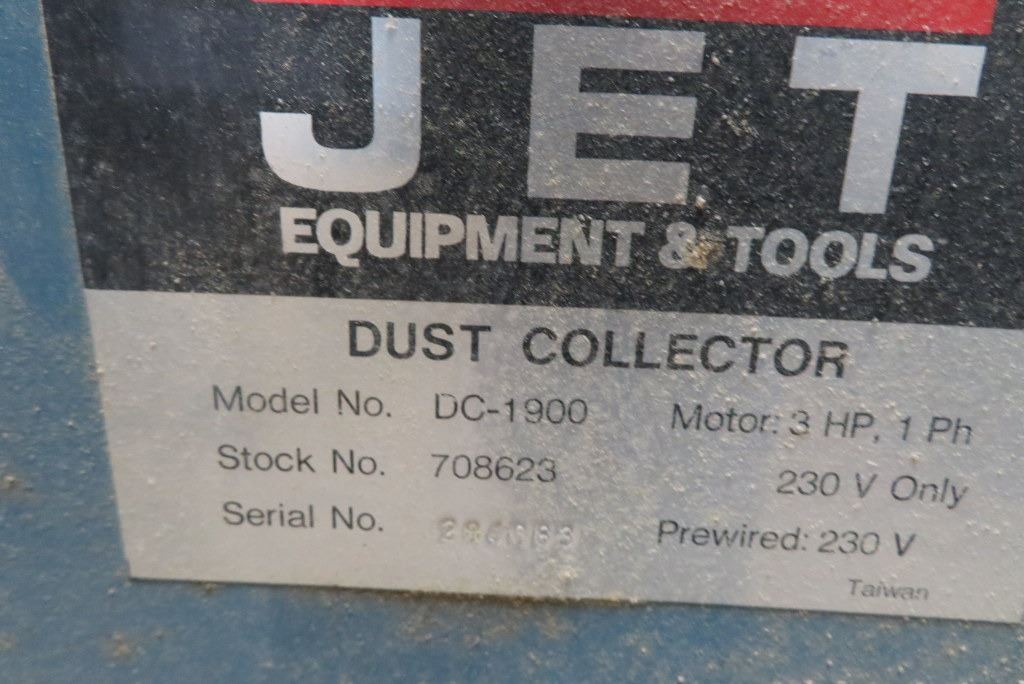 JET
EQUIPMENT & TOOLS
DUST COLLECTOR
Model No. DC-1900 Motor: 3 HP, 1 Ph
Stock No. 708623 230 V Only
Serial No. Prewired: 230 V
Taiwan